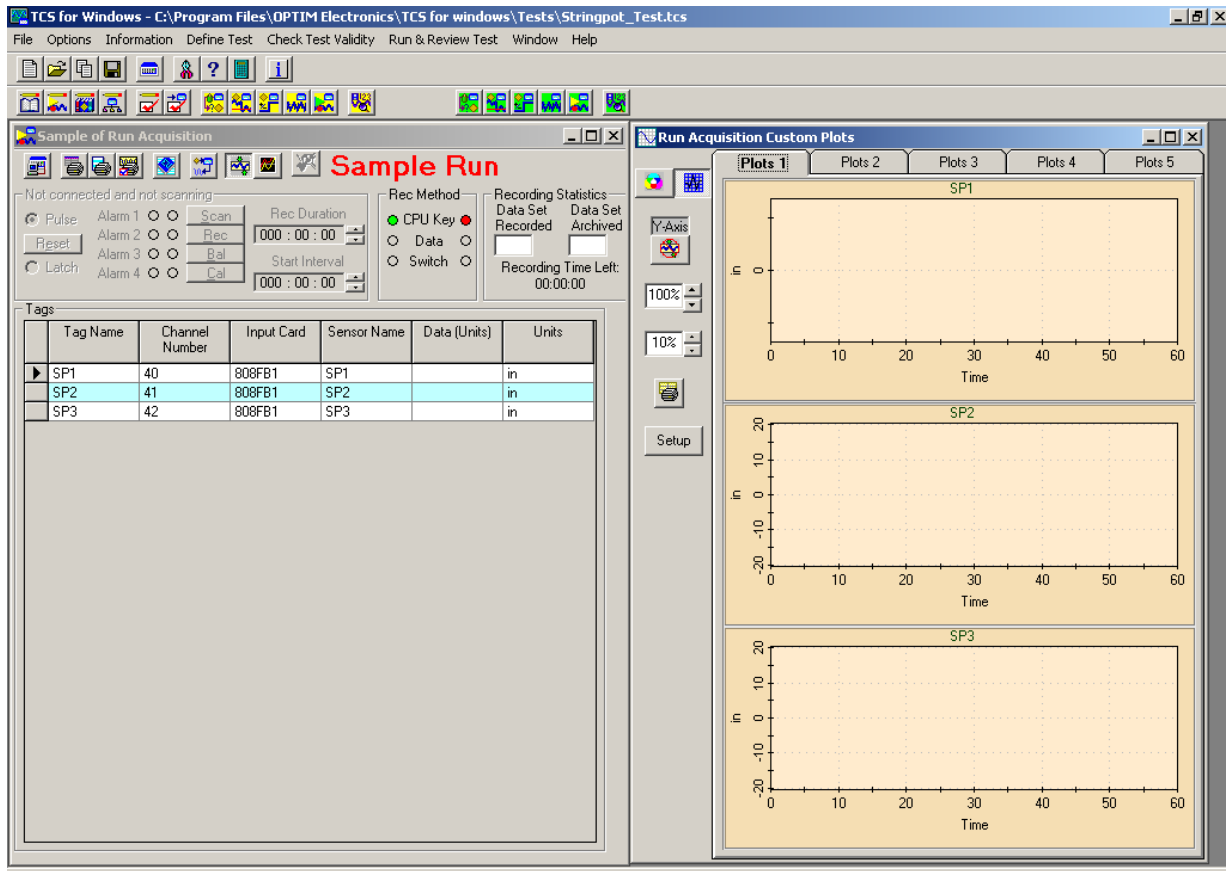 TCS for Windows - C:\Program Files\OPTIM Electronics\TCS for windows\Tests\Stringpot_Test.tcs
File Options Information Define Test Check Test Validity Run & Review Test Window Help
Sample of Run Acquisition
Sample Run
Not connected and not scanning
Pulse
Reset
Latch
Alarm 1
Alarm 2
Alarm 3
Alarm 4
Scan
Rec
Bal
Cal
Rec Duration
000 : 00 : 00
Start Interval
000 : 00 : 00
Rec Method
CPU Key
Data
Switch
Recording Statistics
Data Set Recorded
Data Set Archived
Recording Time Left:
00:00:00
Tags
Tag Name Channel Number Input Card Sensor Name Data (Units) Units
SP1 40 808FB1 SP1 in
SP2 41 808FB1 SP2 in
SP3 42 808FB1 SP3 in
Run Acquisition Custom Plots
Plots 1 Plots 2 Plots 3 Plots 4 Plots 5
Y-Axis
100%
10%
Setup
SP1
in
0
0 10 20 30 40 50 60
Time
SP2
20
10
in 0
-10
-20
0 10 20 30 40 50 60
Time
SP3
20
10
in 0
-10
-20
0 10 20 30 40 50 60
Time